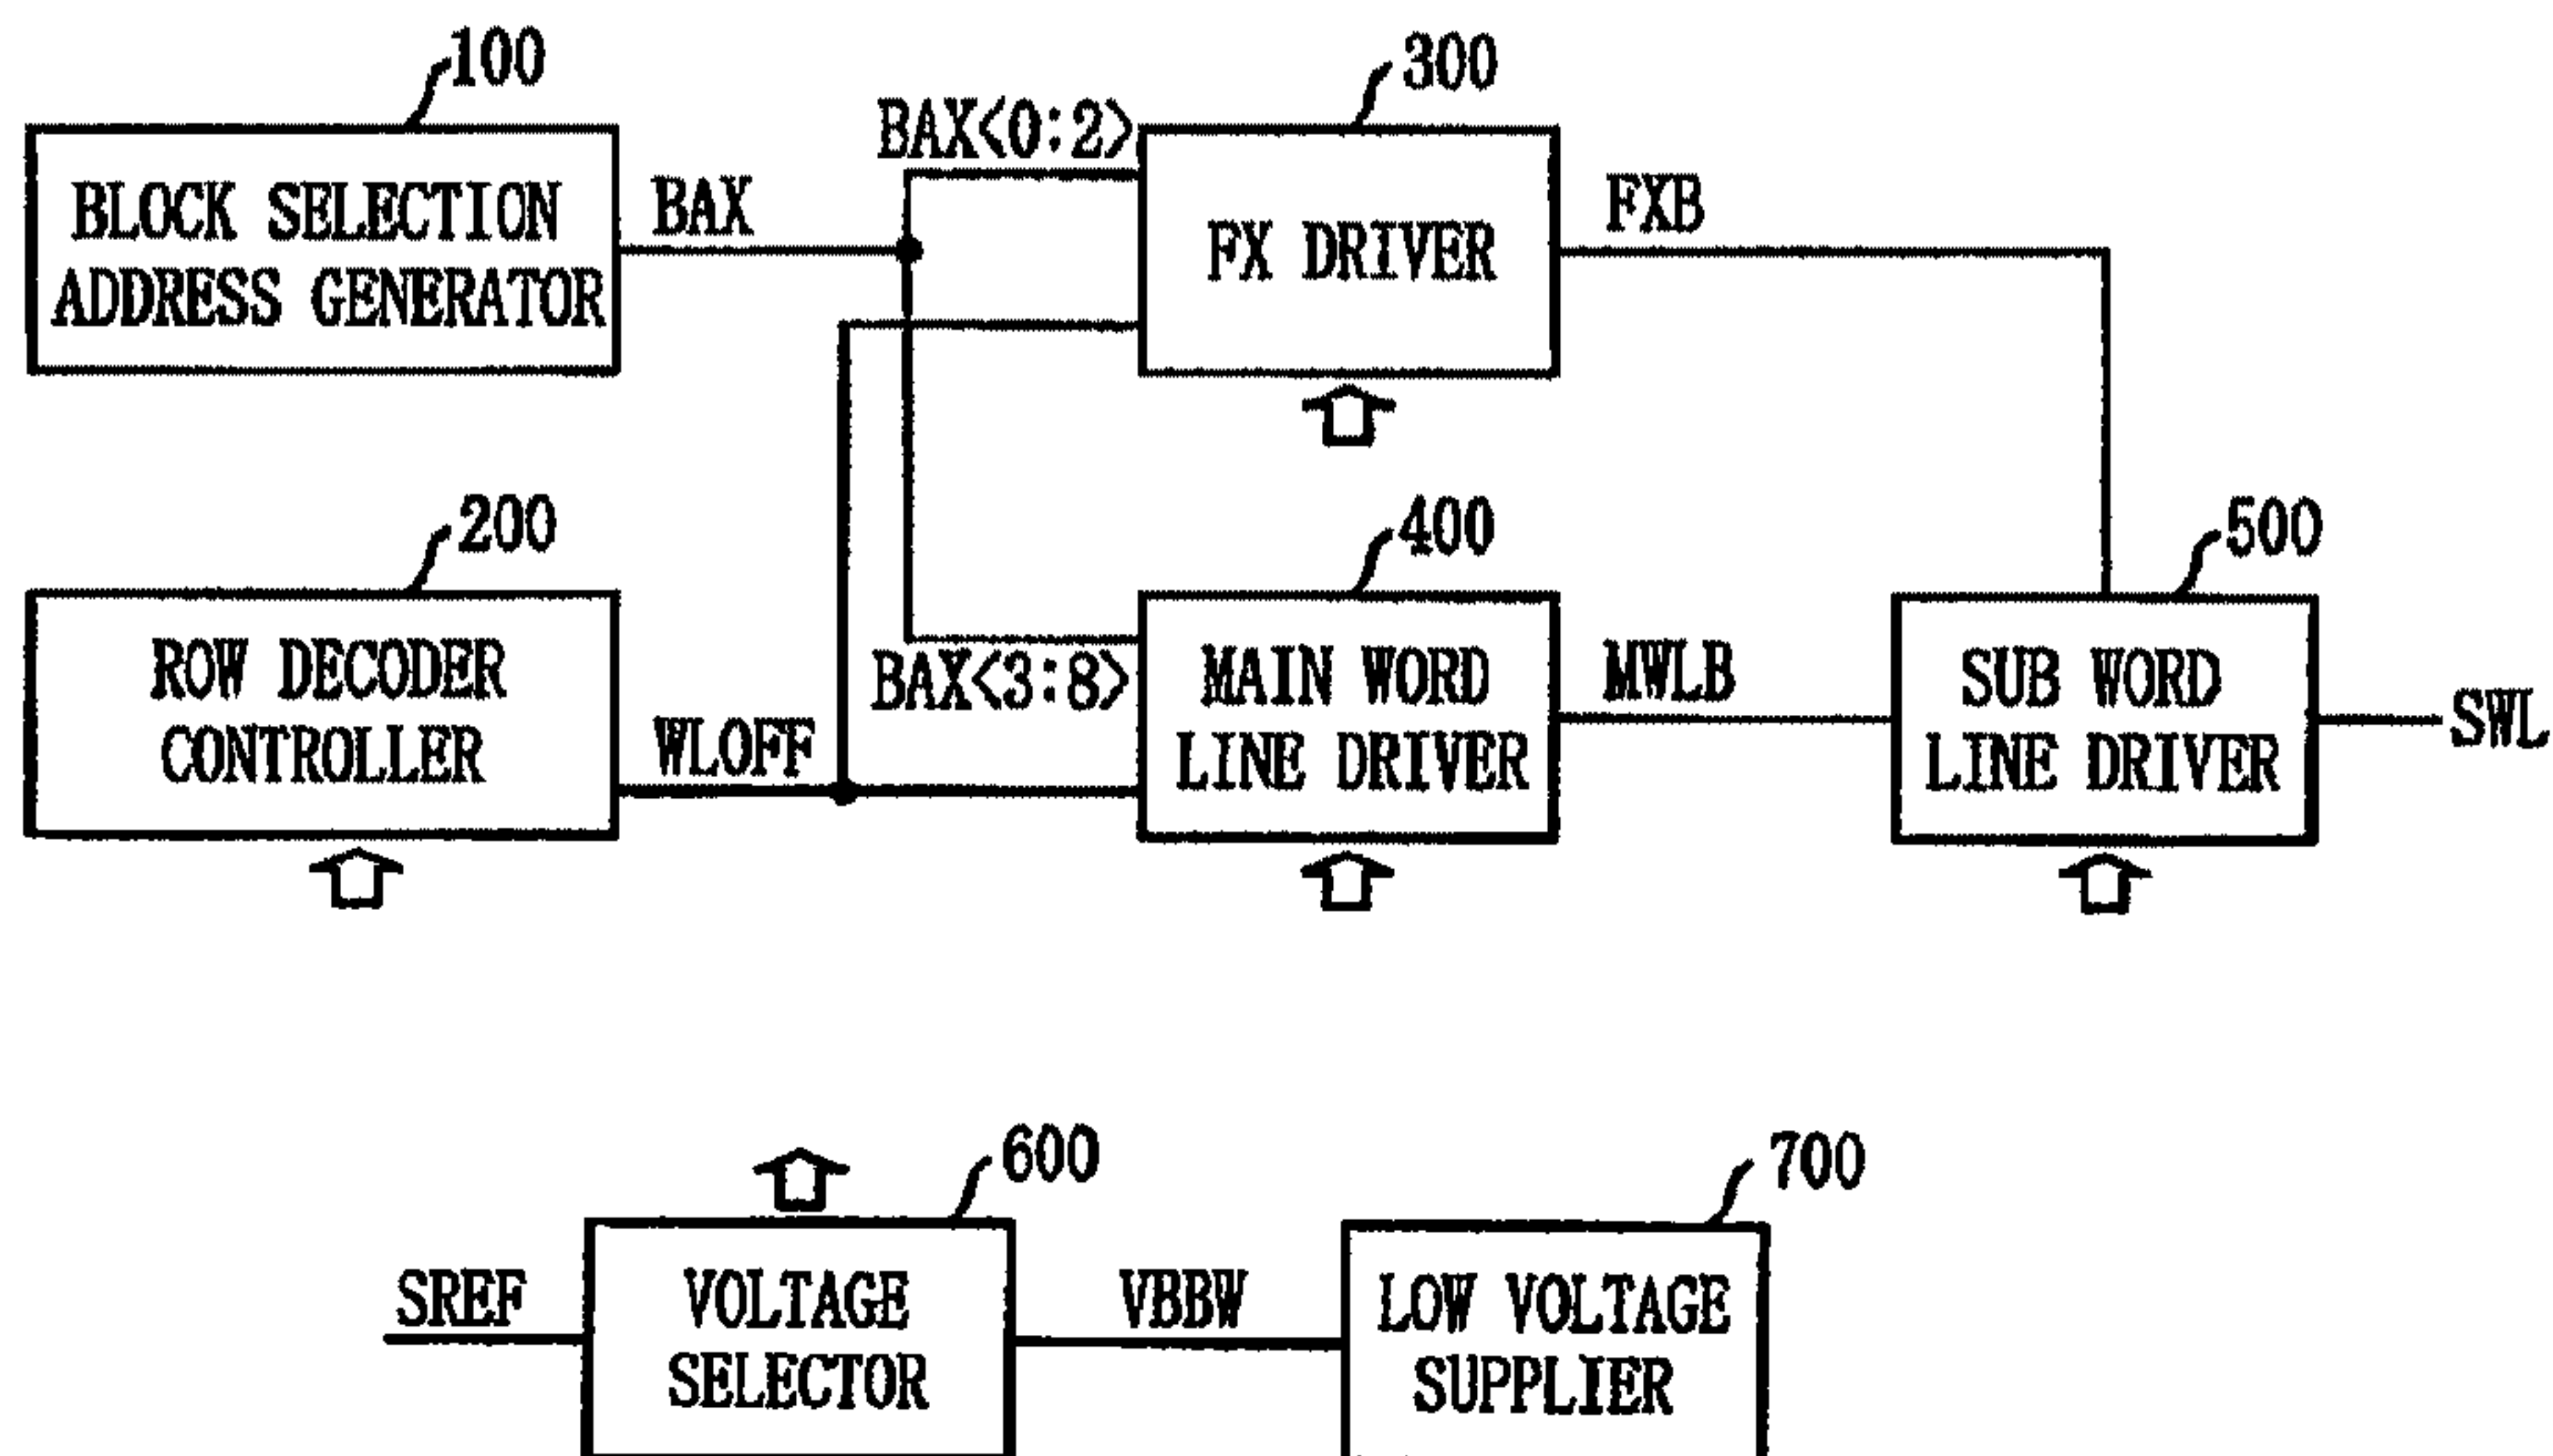 100
BLOCK SELECTION
ADDRESS GENERATOR
BAX
BAX<0:2>
300
FX DRIVER
FXB
200
ROW DECODER
CONTROLLER
WLOFF
BAX<3:8>
400
MAIN WORD
LINE DRIVER
MWLB
500
SUB WORD
LINE DRIVER
SWL
SREF
600
VOLTAGE
SELECTOR
VBBW
700
LOW VOLTAGE
SUPPLIER